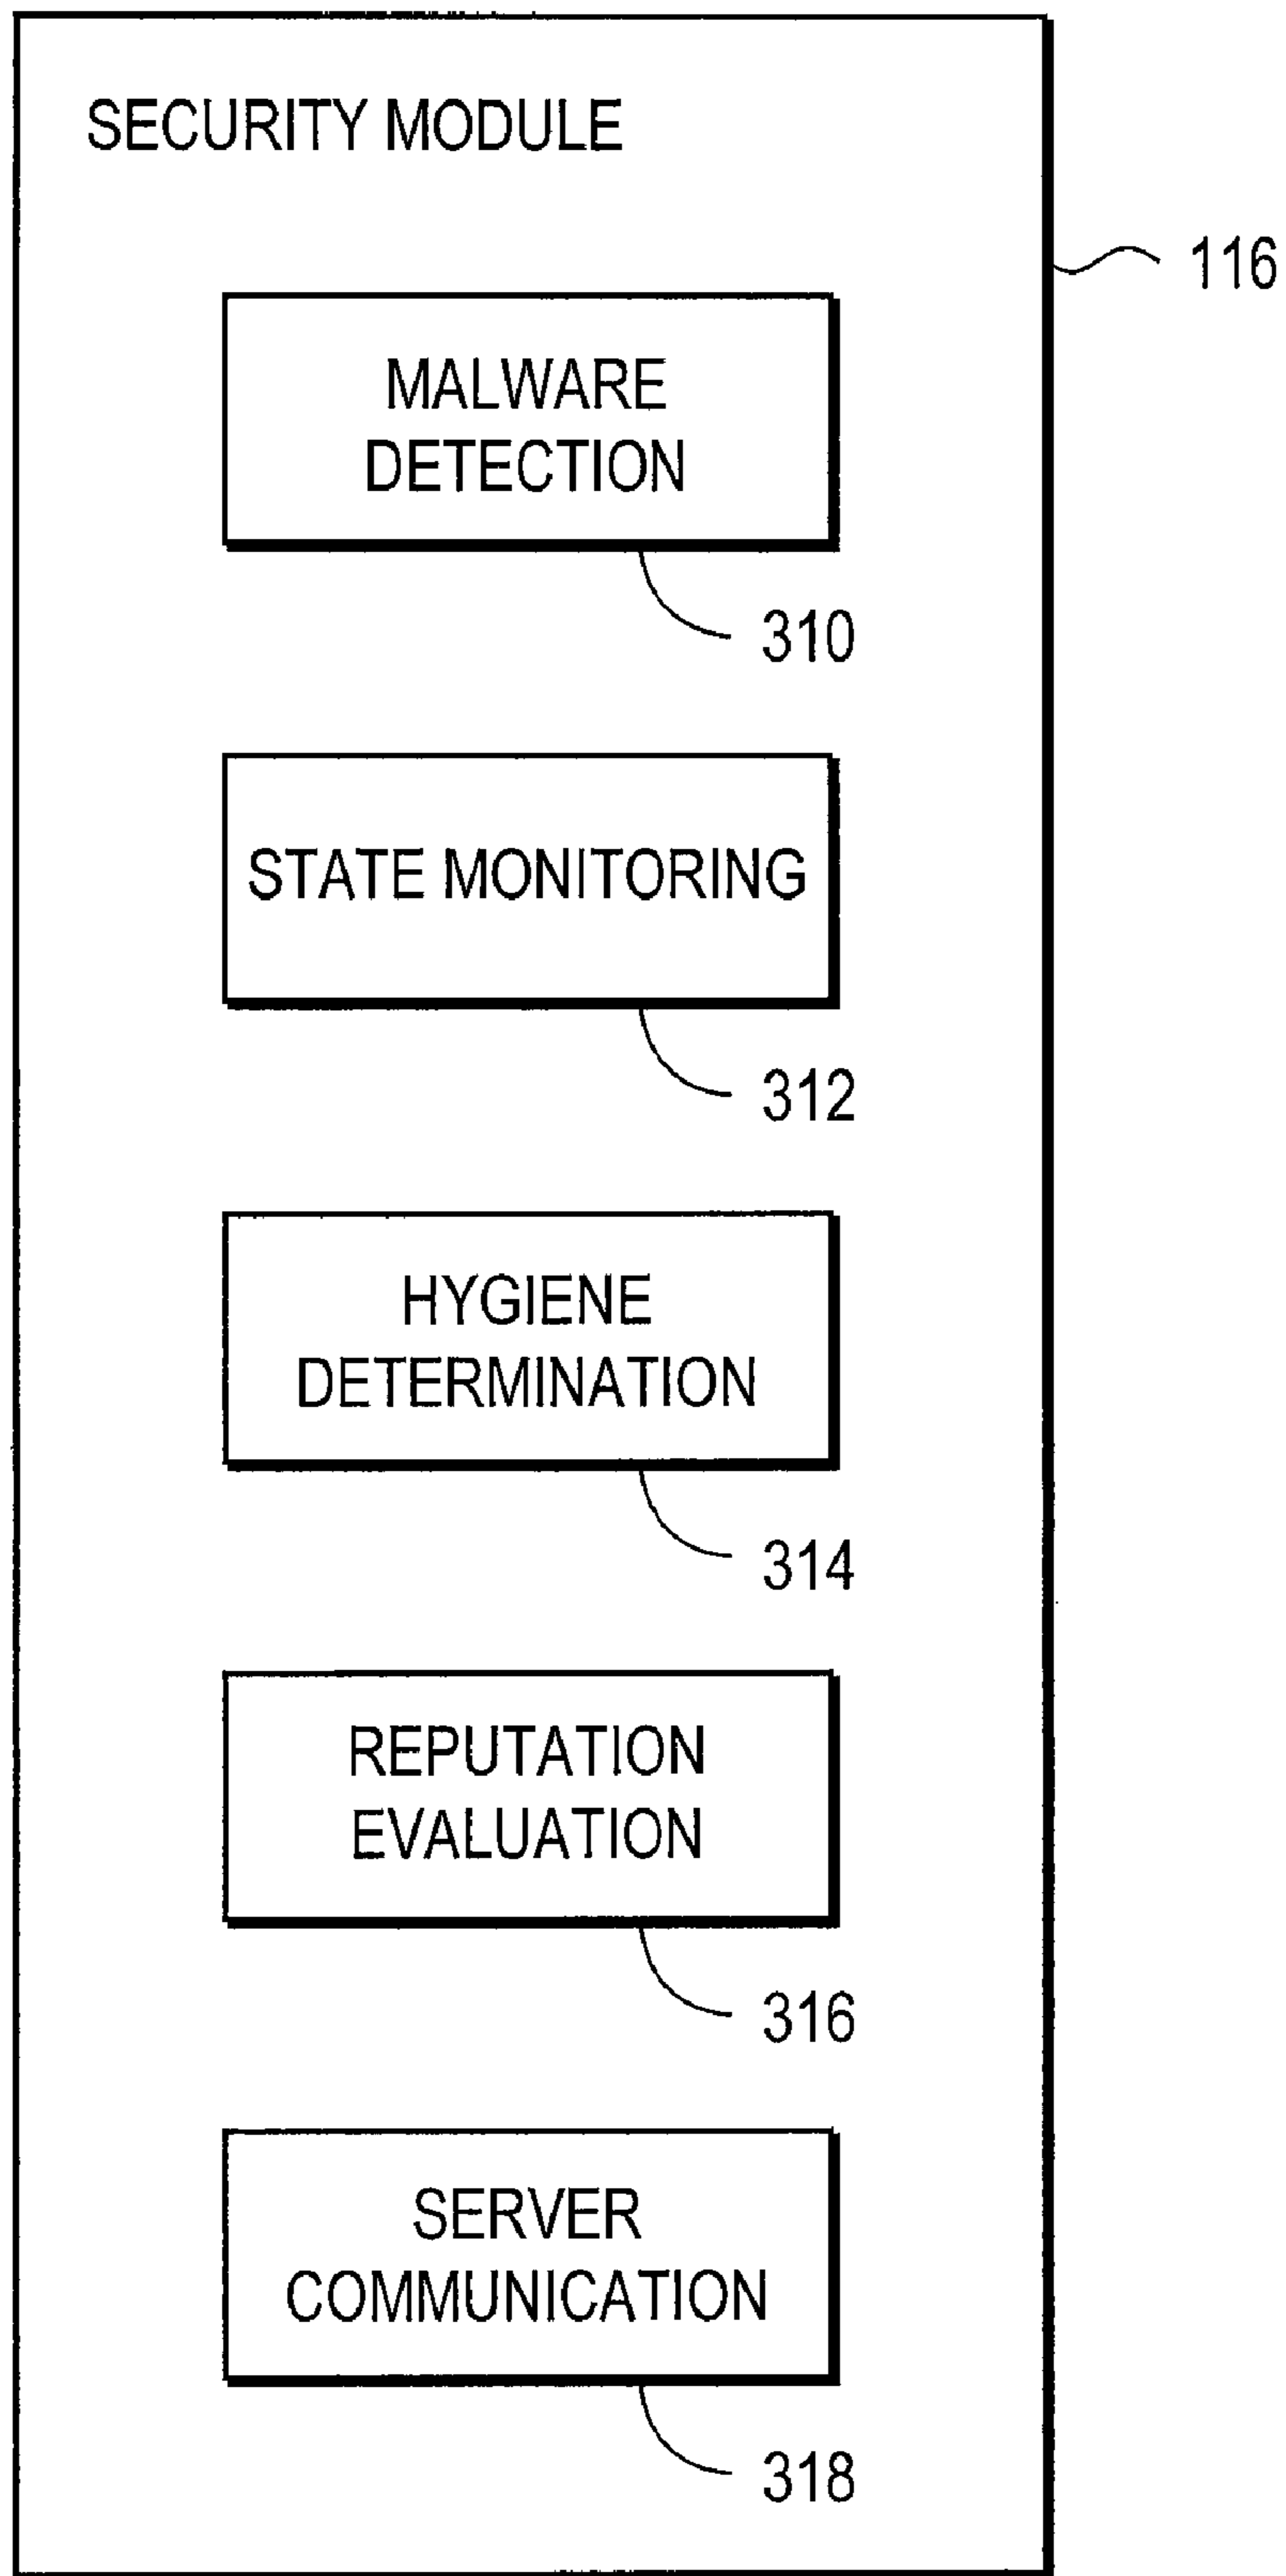 SECURITY MODULE
116
MALWARE
DETECTION
310
STATE MONITORING
312
HYGIENE
DETERMINATION
314
REPUTATION
EVALUATION
316
SERVER
COMMUNICATION
318